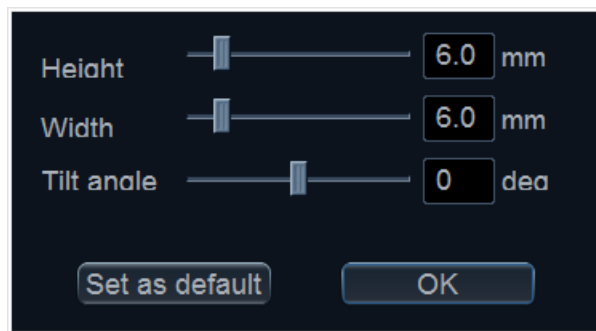 Height 6.0 mm
Width 6.0 mm
Tilt angle 0 deg
Set as default OK